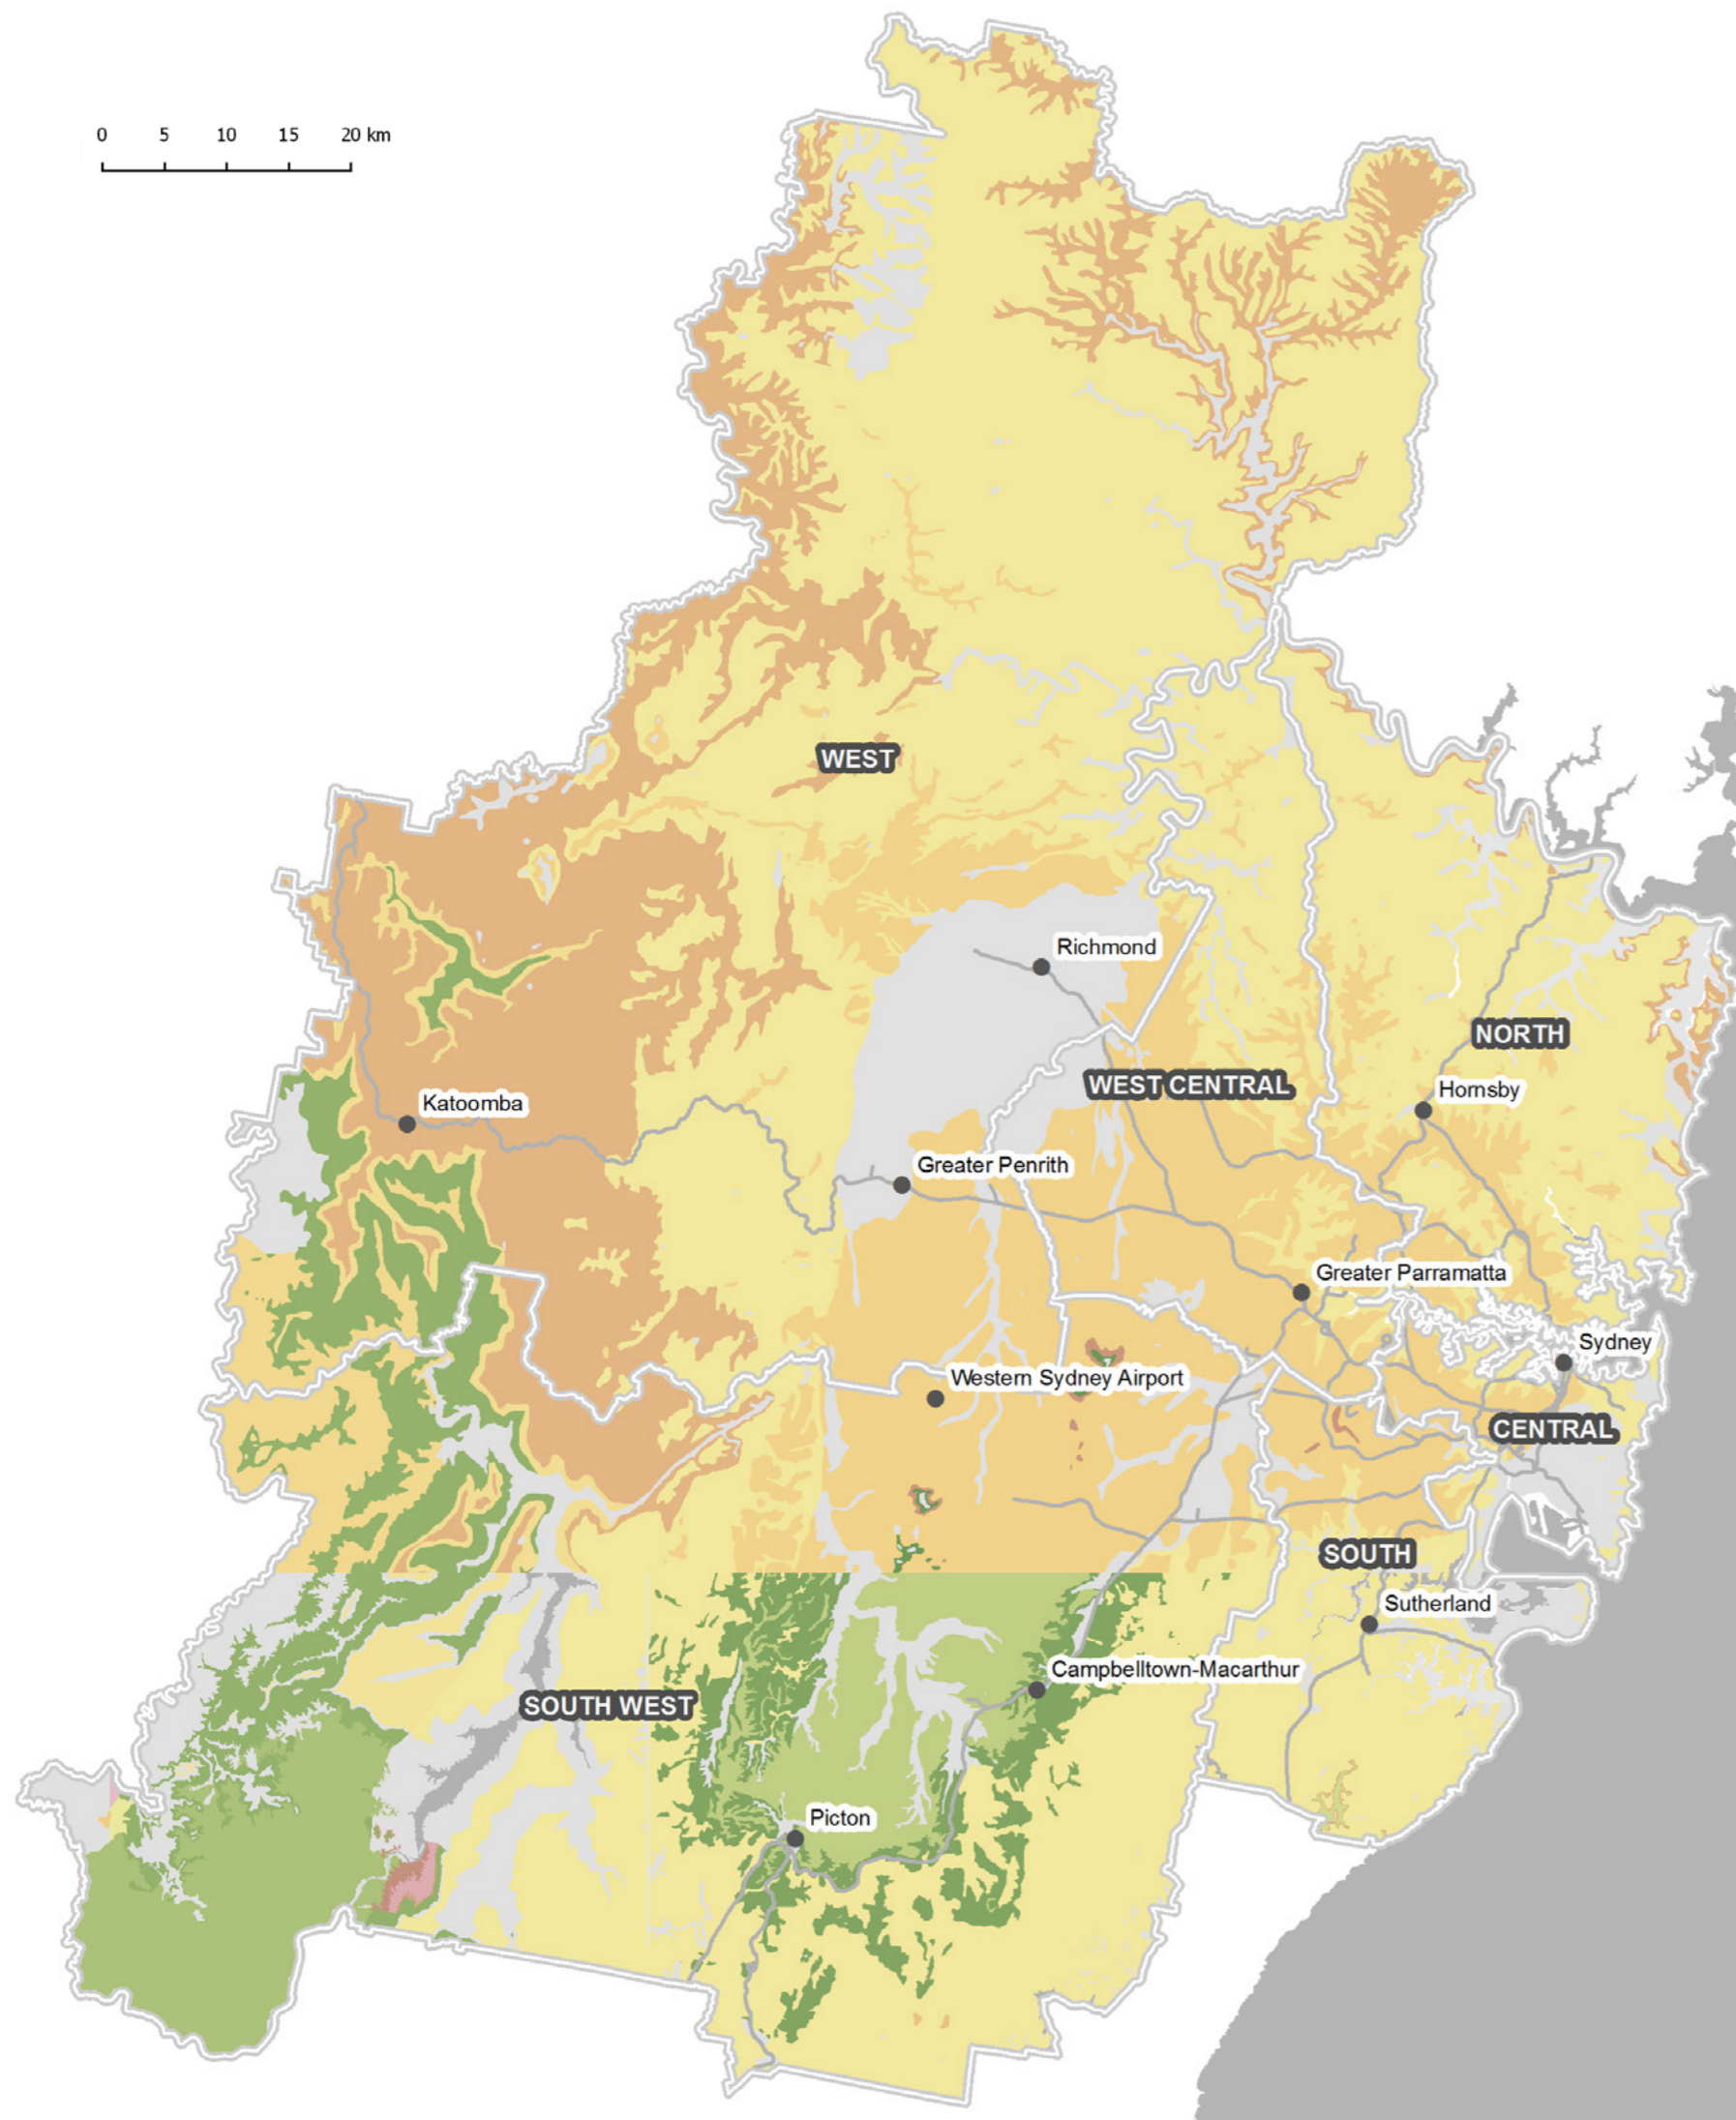 0 5 10 15 20 km
WEST
Richmond
NORTH
WEST CENTRAL
Hornsby
Katoomba
Greater Penrith
Greater Parramatta
Sydney
Western Sydney Airport
CENTRAL
SOUTH
Sutherland
Campbelltown-Macarthur
SOUTH WEST
Picton